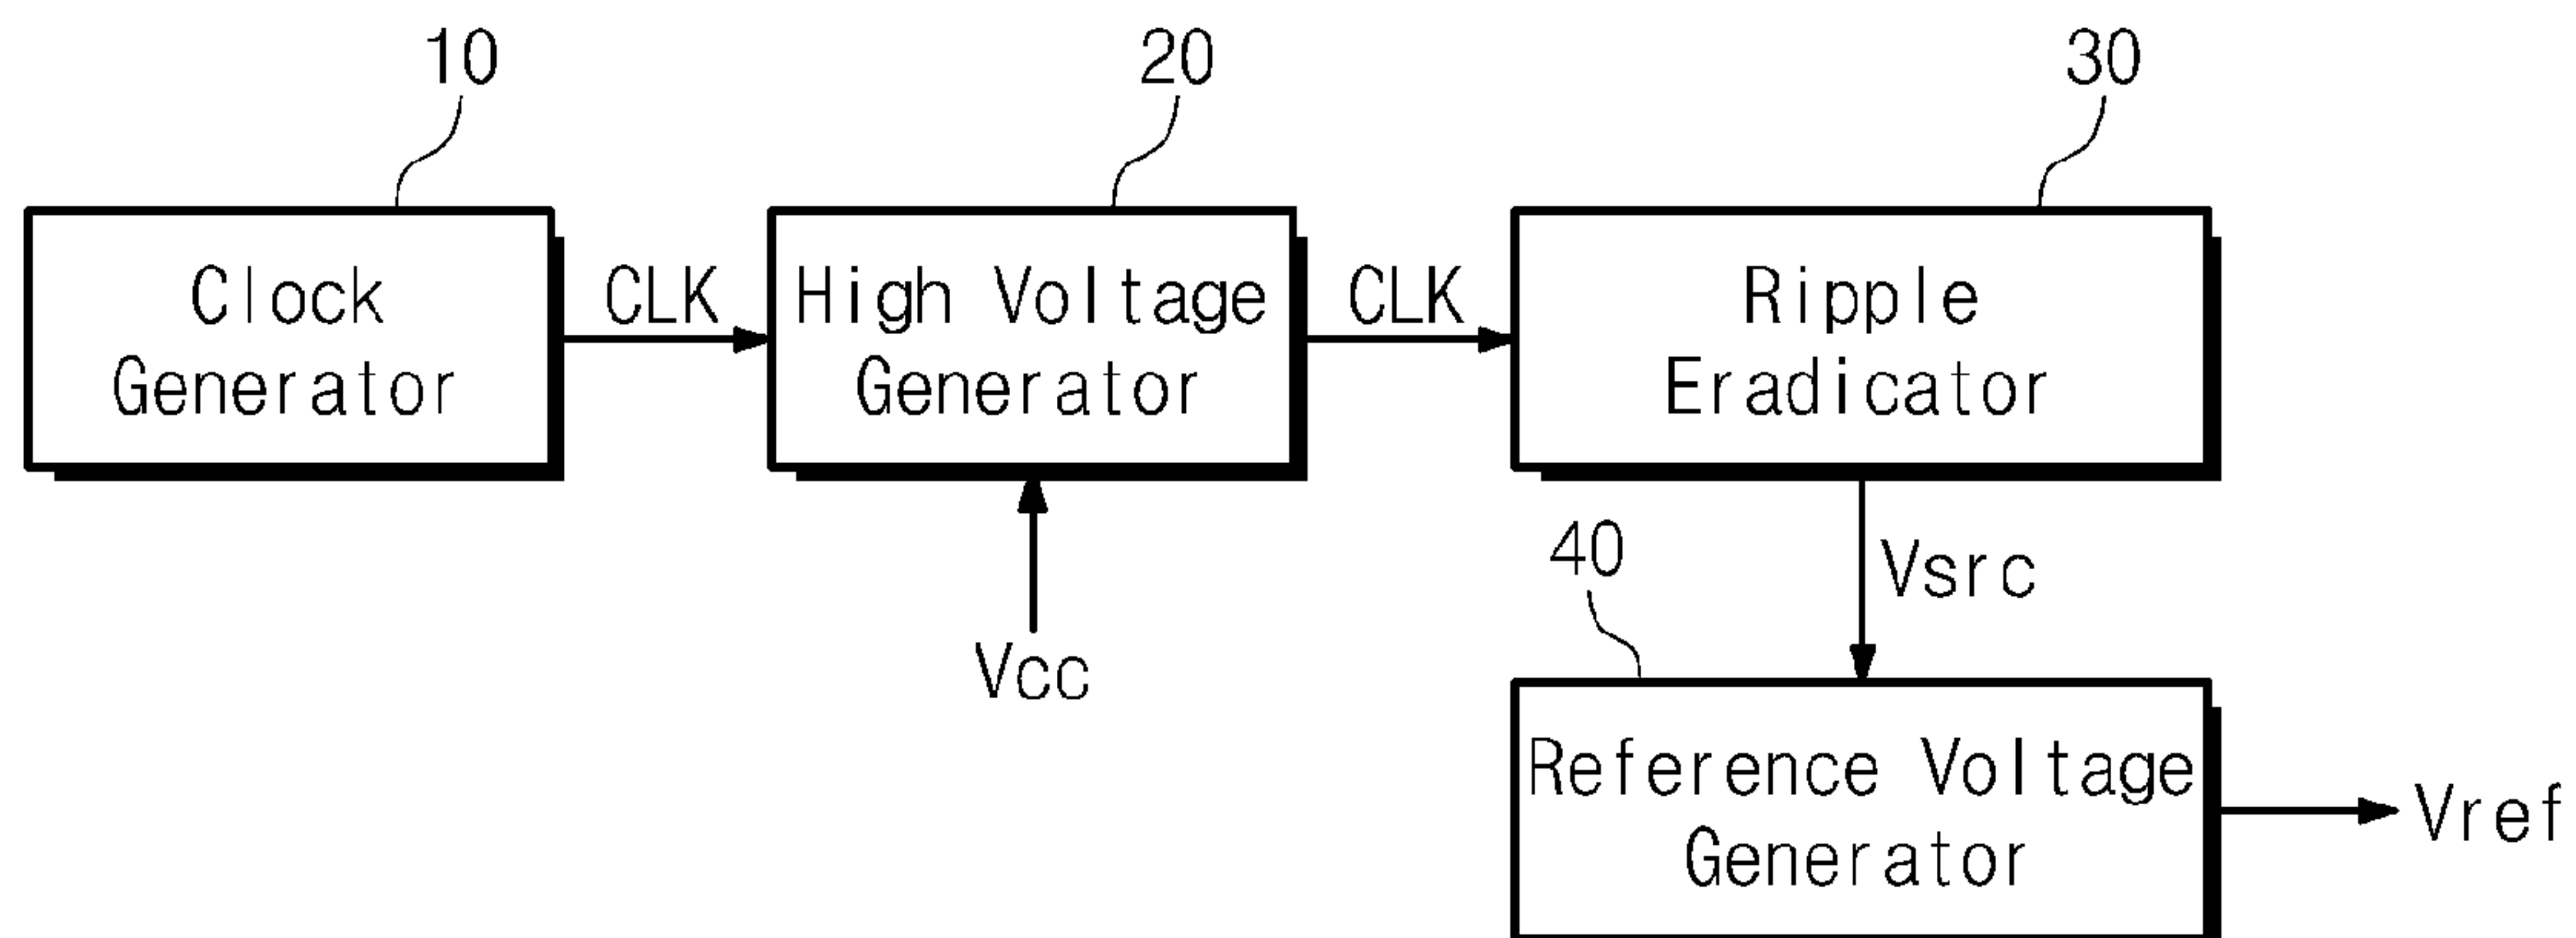 10
20
30
Clock
Generator
CLK
High Voltage
Generator
CLK
Ripple
Eradicator
Vcc
40
Vsrc
Reference Voltage
Generator
Vref